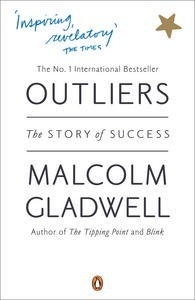 'Inspiring,
revelatory'
THE TIMES
The No. 1 International Bestseller
OUTLIERS
The STORY of SUCCESS
MALCOLM
GLADWELL
Author of The Tipping Point and Blink